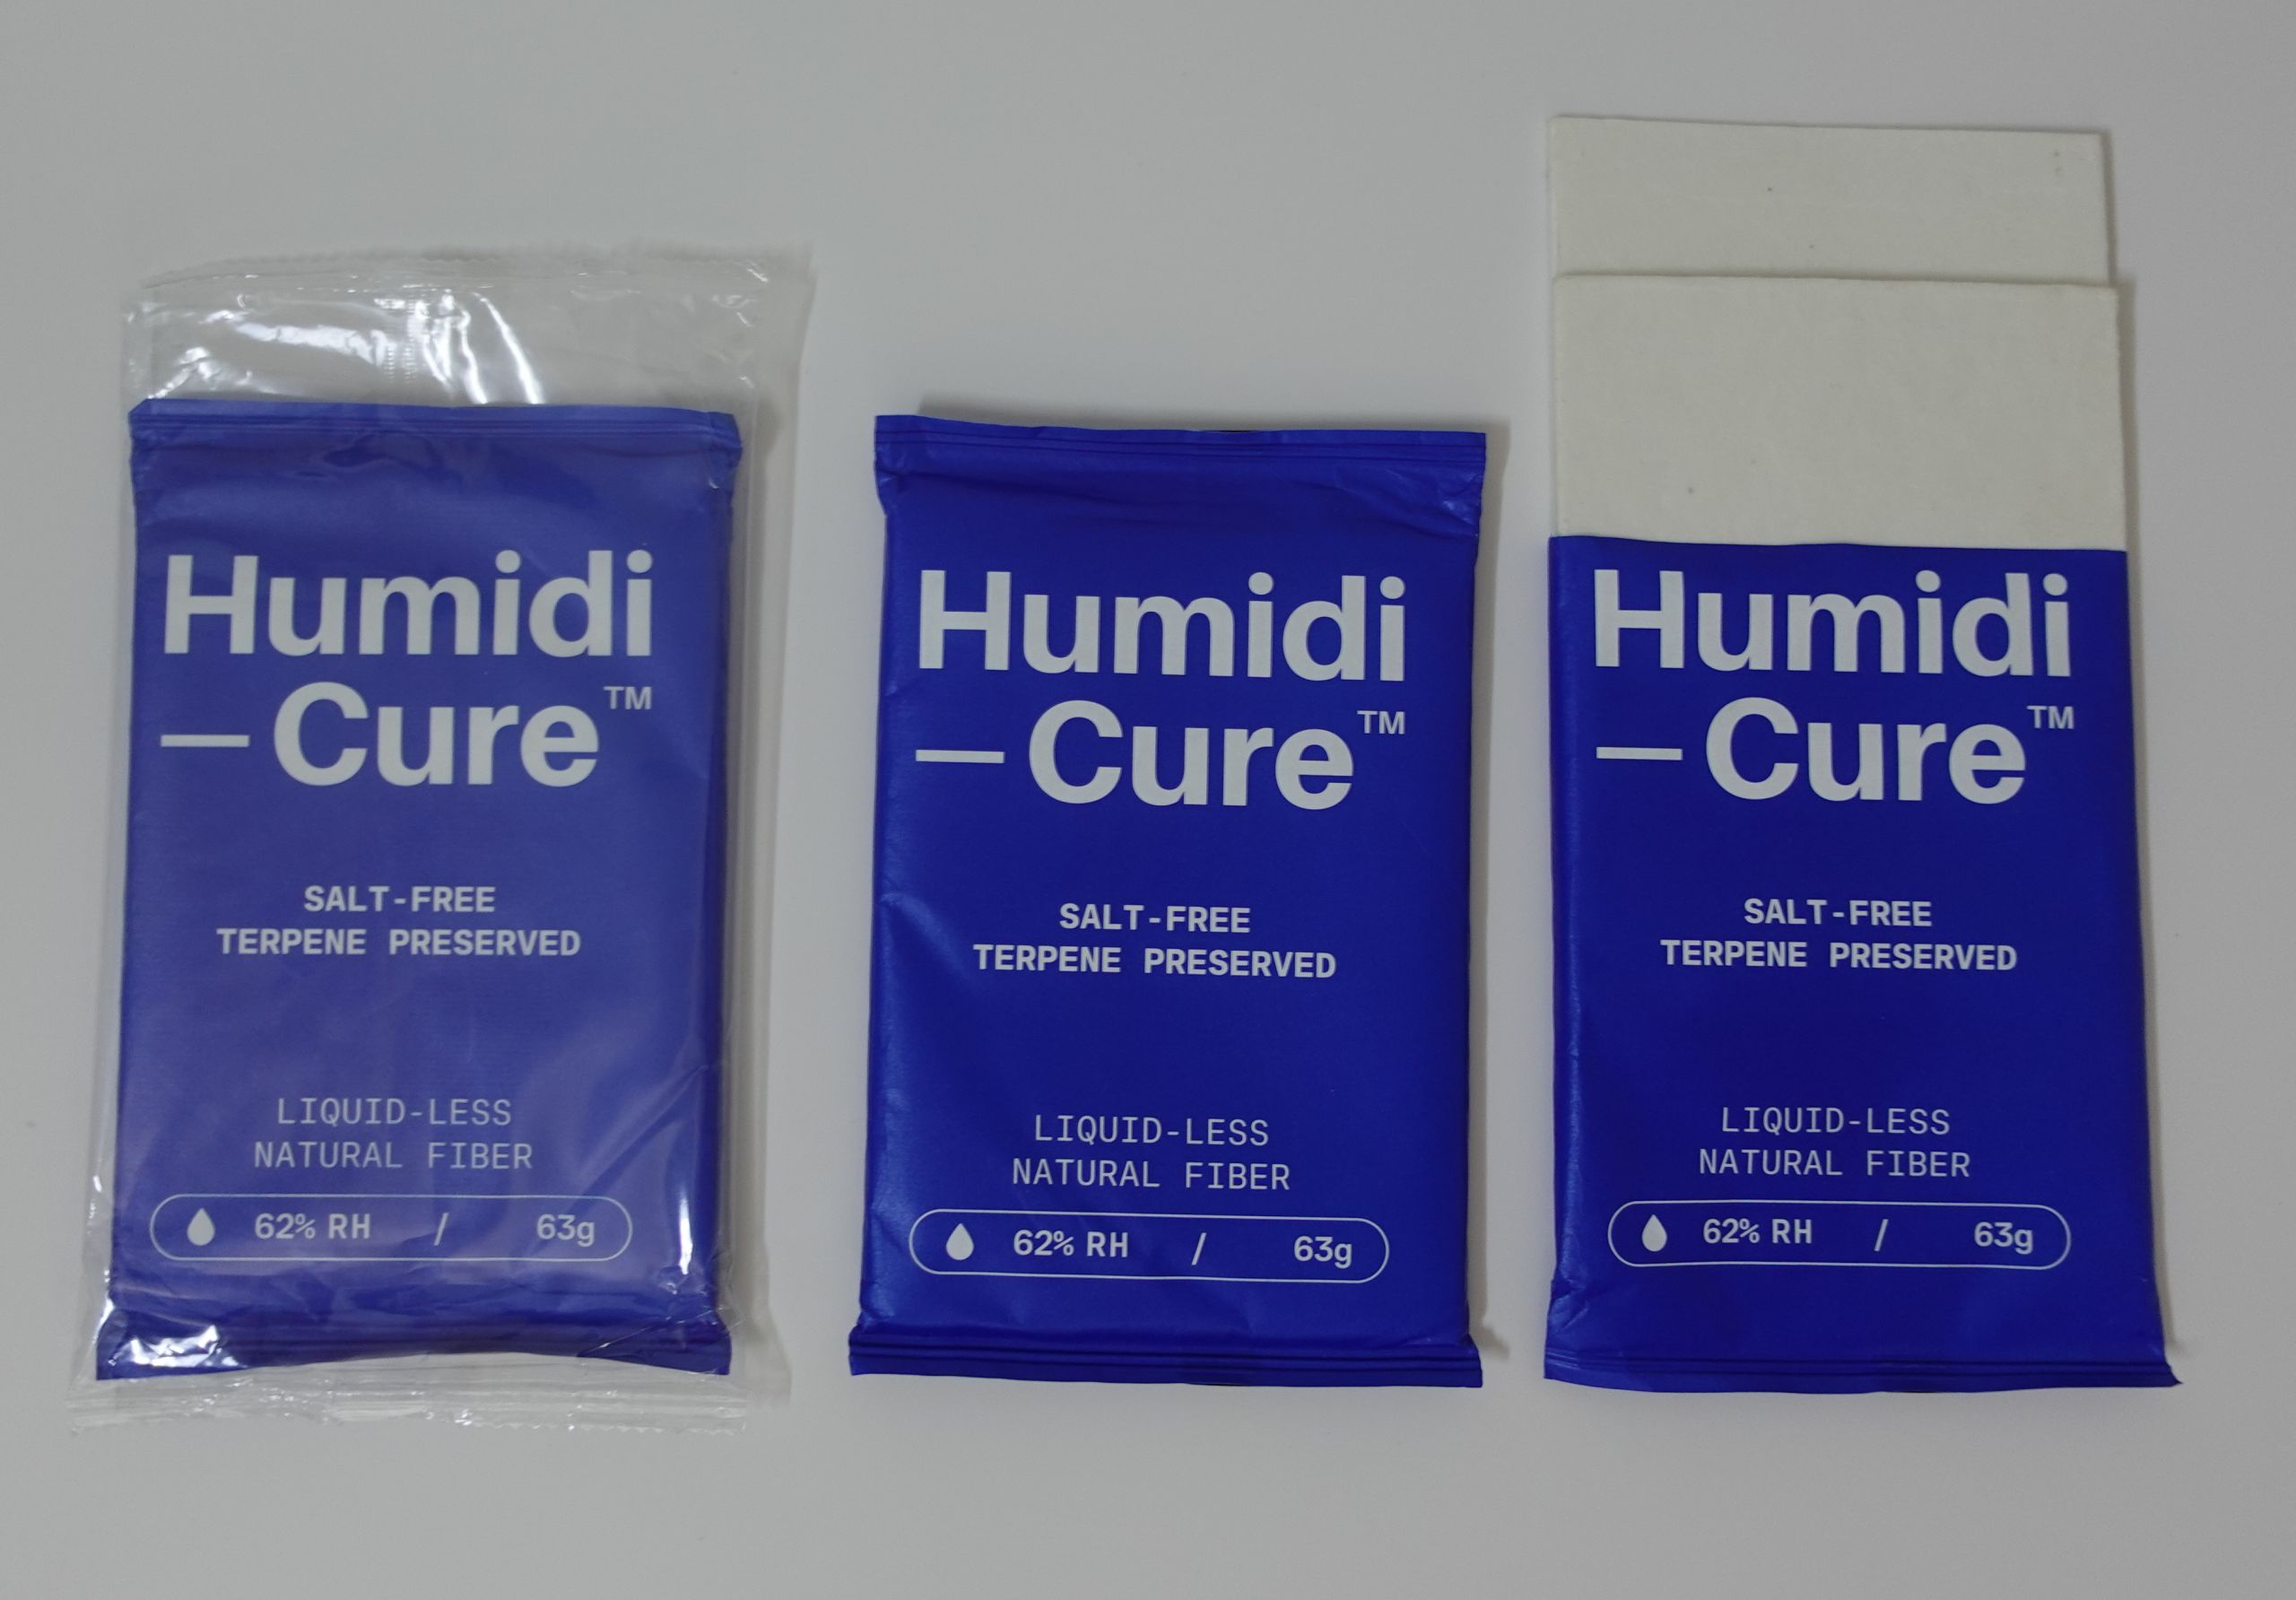 Humidi
—Cure™
SALT-FREE
TERPENE PRESERVED
LIQUID-LESS
NATURAL FIBER
62% RH / 63g
Humidi
—Cure™
SALT-FREE
TERPENE PRESERVED
LIQUID-LESS
NATURAL FIBER
62% RH / 63g
Humidi
—Cure™
SALT-FREE
TERPENE PRESERVED
LIQUID-LESS
NATURAL FIBER
62% RH / 63g